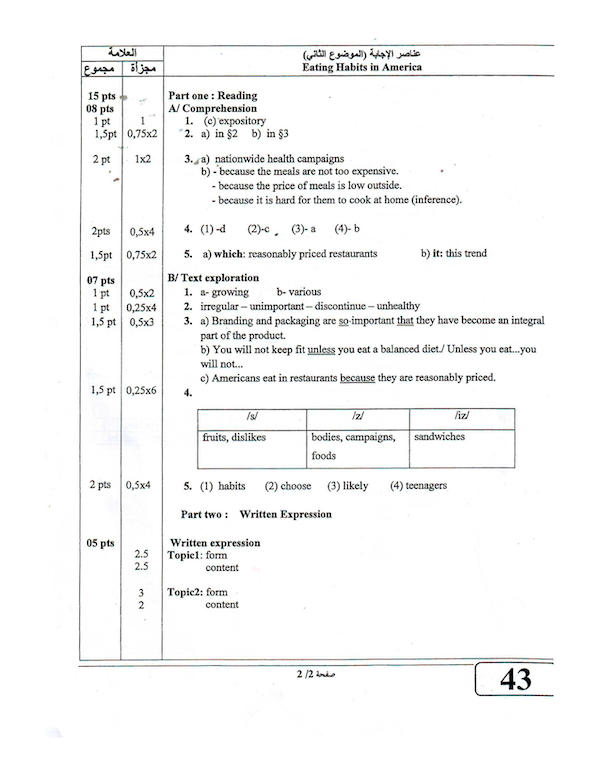 العلامة
عناصر الإجابة (الموضوع الثاني)
مجموع مجزأة
Eating Habits in America
15 pts Part one : Reading
08 pts A/ Comprehension
1 pt 1 1. (c) expository
1,5pt 0,75x2 2. a) in §2 b) in §3
2 pt 1x2 3. a) nationwide health campaigns
b) - because the meals are not too expensive.
- because the price of meals is low outside.
- because it is hard for them to cook at home (inference).
2pts 0,5x4 4. (1) -d (2)-c (3)- a (4)- b
1,5pt 0,75x2 5. a) which: reasonably priced restaurants b) it: this trend
07 pts B/ Text exploration
1 pt 0,5x2 1. a- growing b- various
1 pt 0,25x4 2. irregular – unimportant – discontinue – unhealthy
1,5 pt 0,5x3 3. a) Branding and packaging are so important that they have become an integral
part of the product.
b) You will not keep fit unless you eat a balanced diet./ Unless you eat...you
will not...
c) Americans eat in restaurants because they are reasonably priced.
1,5 pt 0,25x6 4.
/s/ /z/ /iz/
fruits, dislikes bodies, campaigns, sandwiches
foods
2 pts 0,5x4 5. (1) habits (2) choose (3) likely (4) teenagers
Part two : Written Expression
05 pts Written expression
2.5 Topic1: form
2.5 content
3 Topic2: form
2 content
صفحة 2/ 2
43